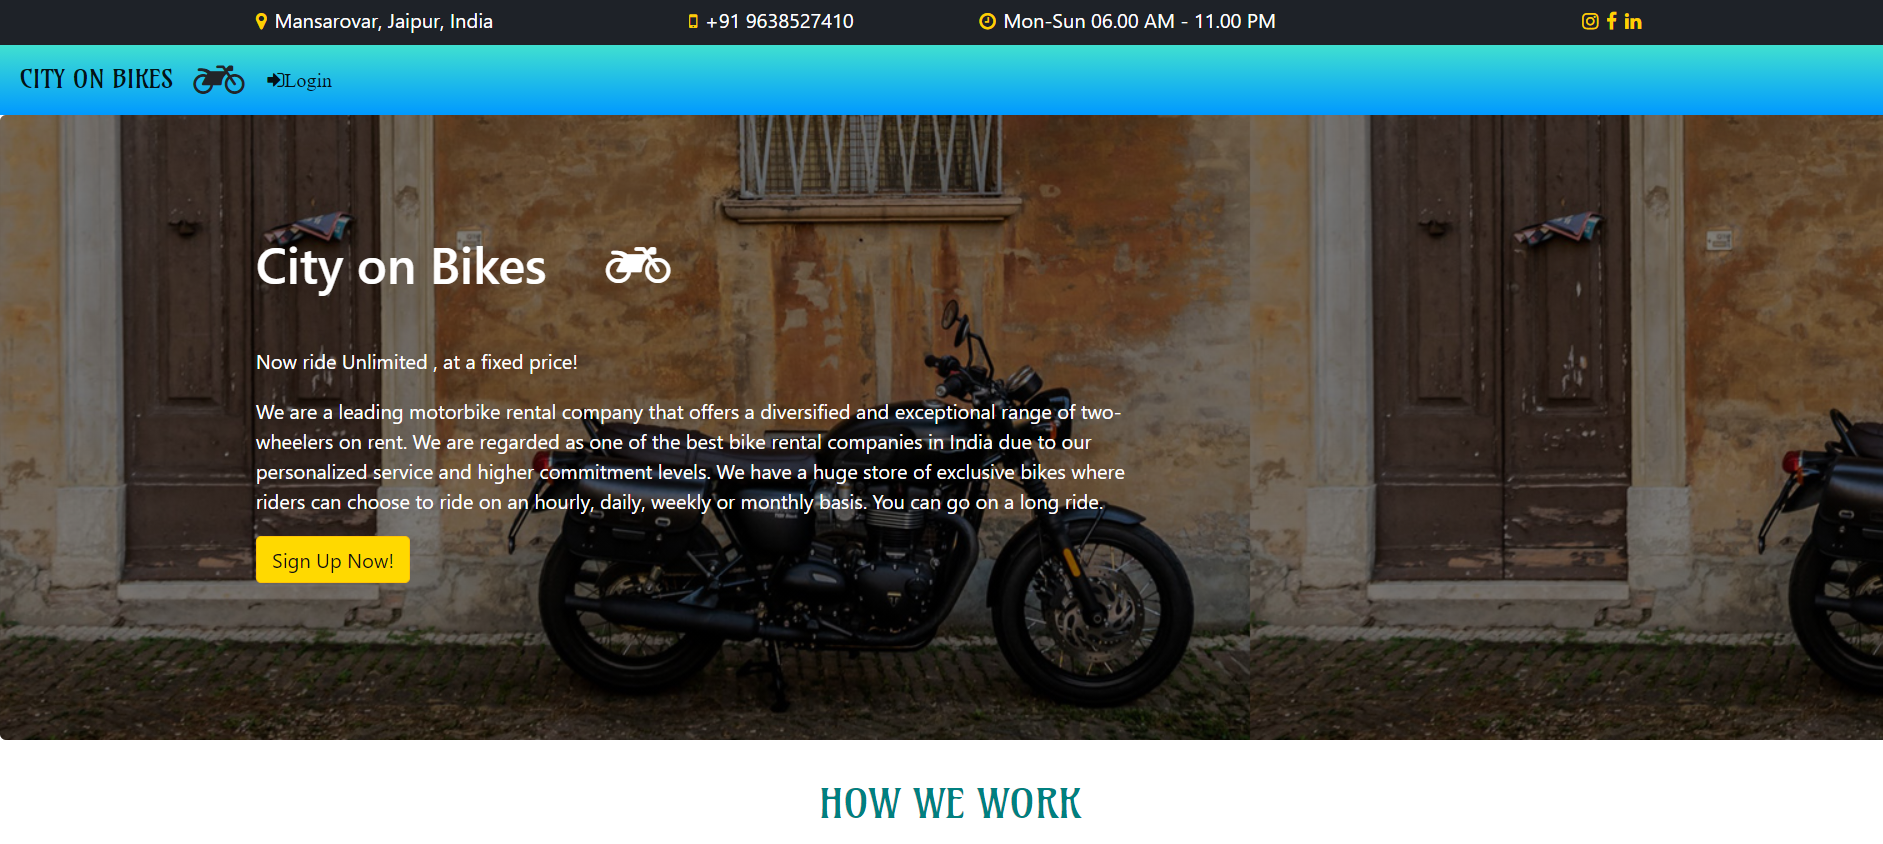 Mansarovar, Jaipur, India
+91 9638527410
Mon-Sun 06.00 AM - 11.00 PM
CITY ON BIKES
Login
City on Bikes
Now ride Unlimited , at a fixed price!
We are a leading motorbike rental company that offers a diversified and exceptional range of two-
wheelers on rent. We are regarded as one of the best bike rental companies in India due to our
personalized service and higher commitment levels. We have a huge store of exclusive bikes where
riders can choose to ride on an hourly, daily, weekly or monthly basis. You can go on a long ride.
Sign Up Now!
HOW WE WORK